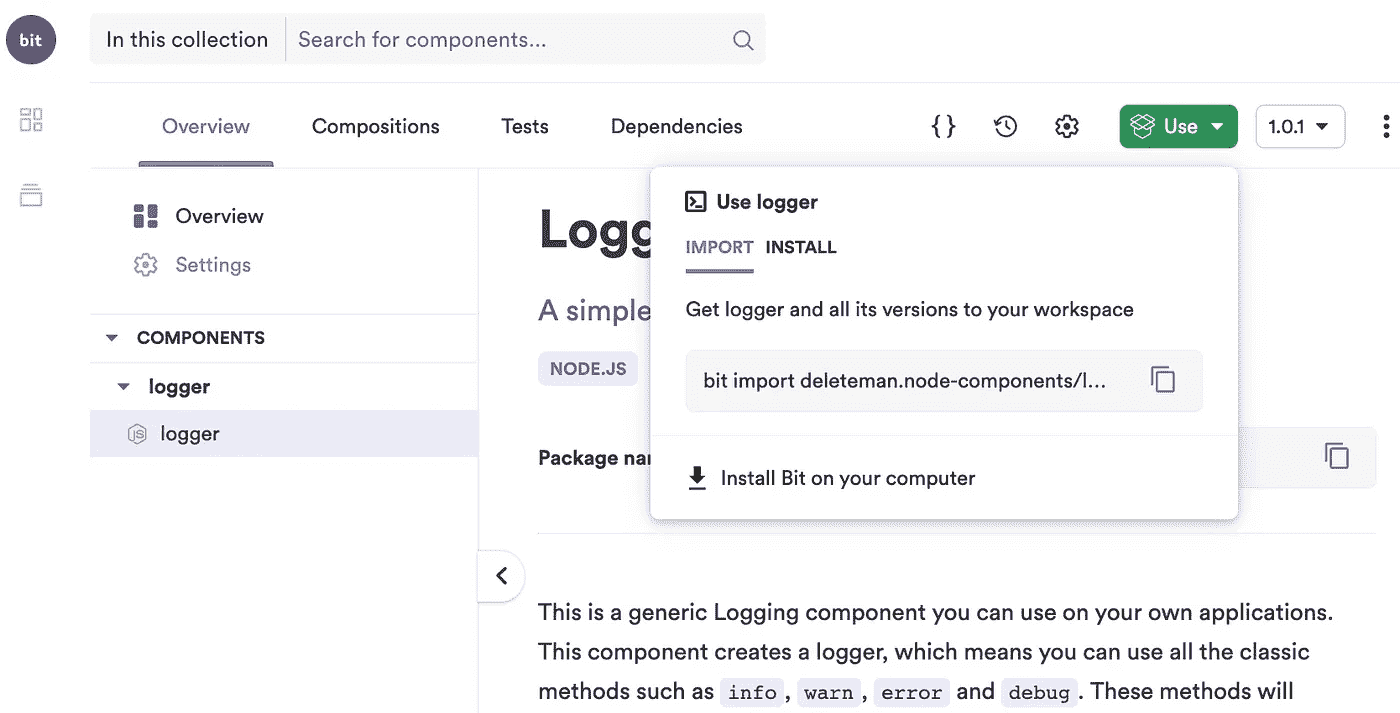 bit
In this collection
Search for components...
Overview
Compositions
Tests
Dependencies
{}
Use
1.0.1
Overview
Settings
COMPONENTS
logger
JS logger
Logg
A simple
NODE.JS
Package nar
Use logger
IMPORT INSTALL
Get logger and all its versions to your workspace
bit import deleteman.node-components/l...
Install Bit on your computer
This is a generic Logging component you can use on your own applications.
This component creates a logger, which means you can use all the classic
methods such as info, warn, error and debug. These methods will